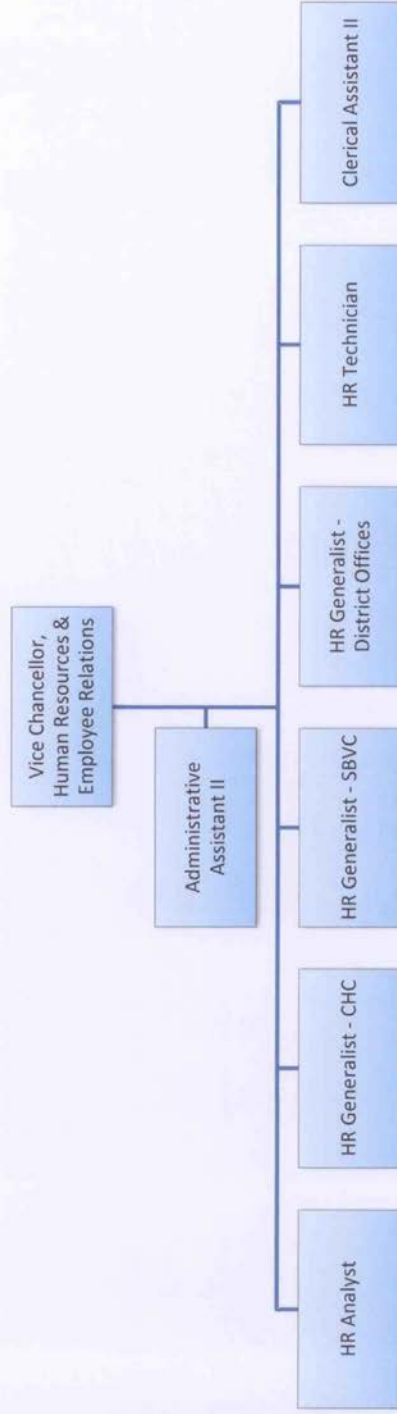 Vice Chancellor,
Human Resources &
Employee Relations
Administrative
Assistant II
HR Analyst
HR Generalist - CHC
HR Generalist - SBVC
HR Generalist -
District Offices
HR Technician
Clerical Assistant II